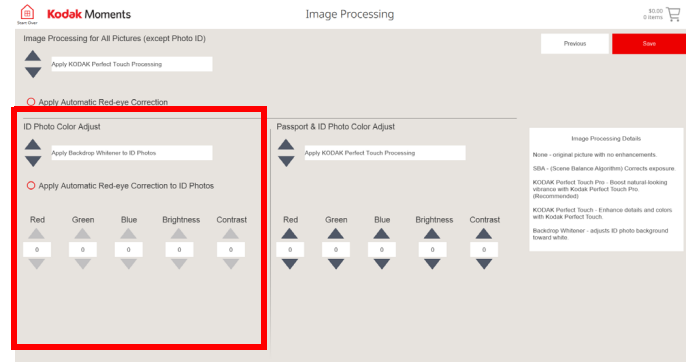 Start Over
Kodak Moments
Image Processing
$0.00
0 items
Image Processing for All Pictures (except Photo ID)
Previous
Save
Apply KODAK Perfect Touch Processing
Apply Automatic Red-eye Correction
ID Photo Color Adjust
Passport & ID Photo Color Adjust
Apply Backdrop Whitener to ID Photos
Apply KODAK Perfect Touch Processing
Apply Automatic Red-eye Correction to ID Photos
Red Green Blue Brightness Contrast
0 0 0 0 0
Red Green Blue Brightness Contrast
0 0 0 0 0
Image Processing Details
None - original picture with no enhancements.
SBA - (Scene Balance Algorithm) Corrects exposure.
KODAK Perfect Touch Pro - Boost natural-looking
vibrance with Kodak Perfect Touch Pro.
(Recommended)
KODAK Perfect Touch - Enhance details and colors
with Kodak Perfect Touch.
Backdrop Whitener - adjusts ID photo background
toward white.